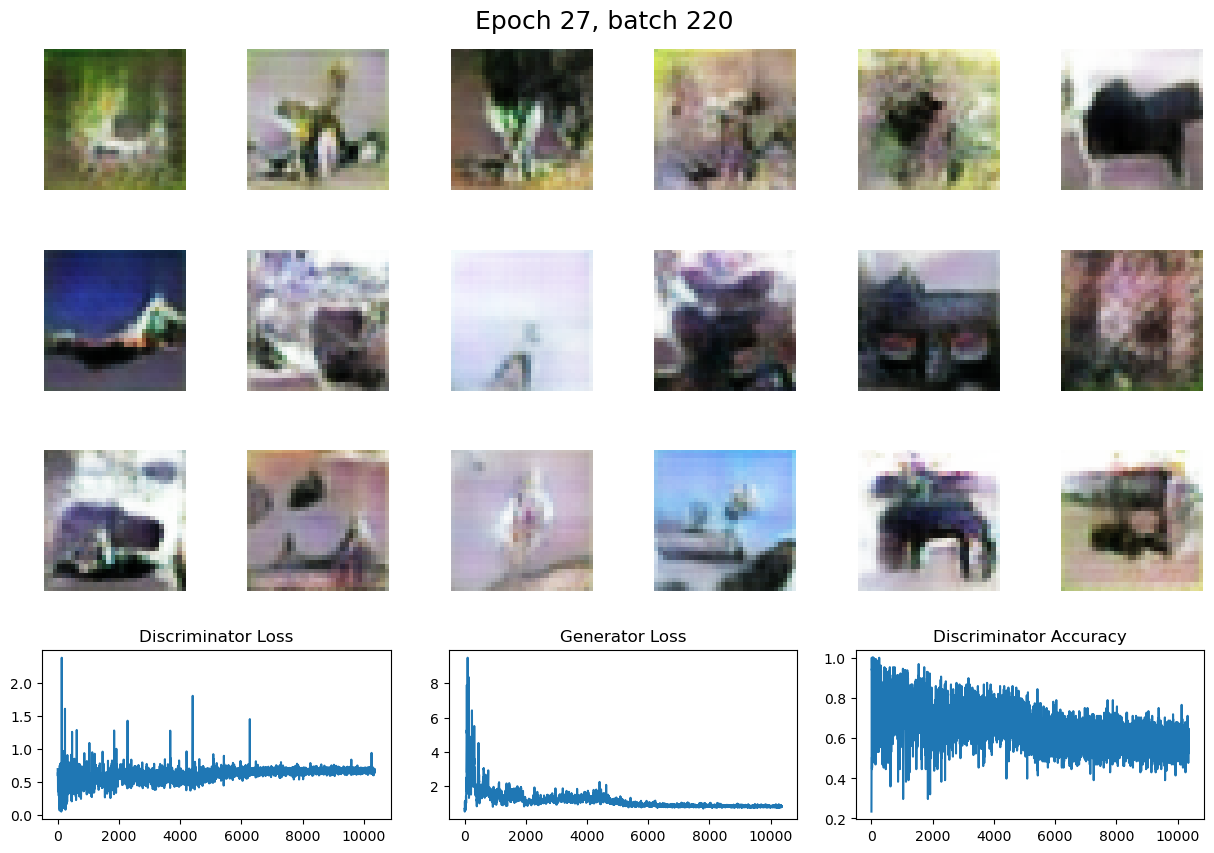 Epoch 27, batch 220
Discriminator Loss
Generator Loss
Discriminator Accuracy
2.0
1.5
1.0
0.5
0.0
0 2000 4000 6000 8000 10000
8
6
4
2
0 2000 4000 6000 8000 10000
1.0
0.8
0.6
0.4
0.2
0 2000 4000 6000 8000 10000